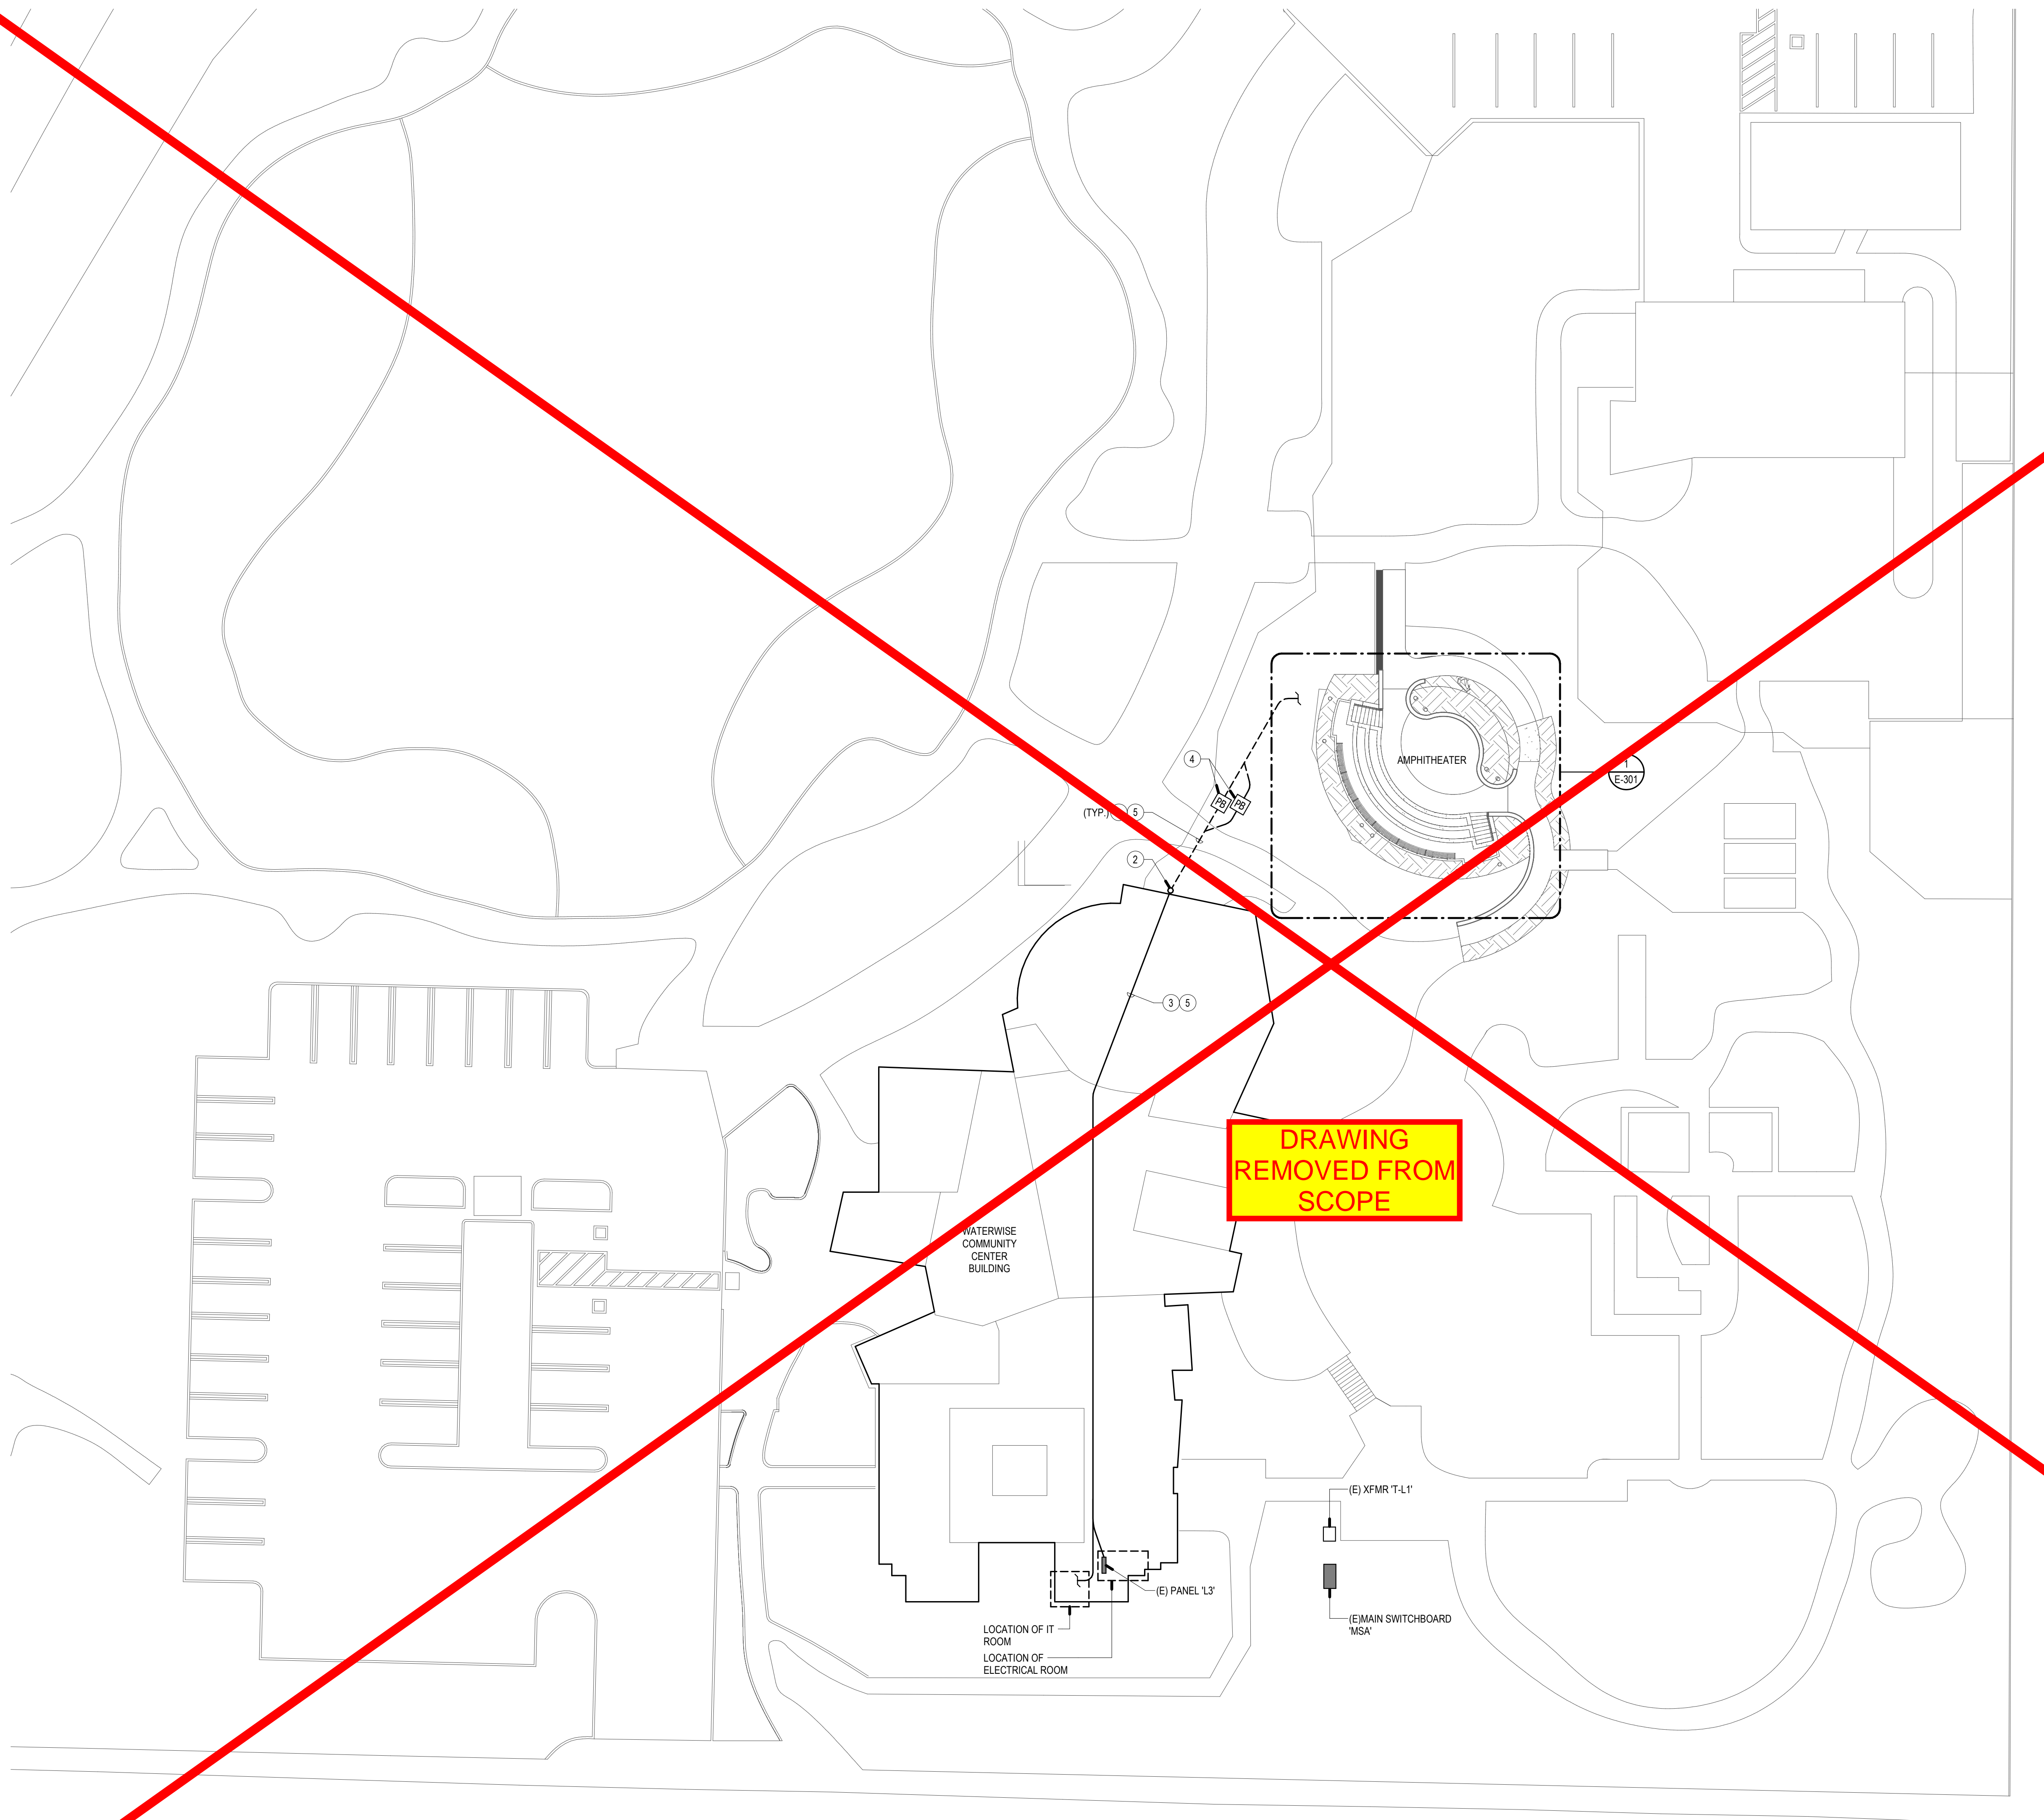 AMPHITHEATER
1
E-301
4
PB
PB
(TYP.)
5
2
3
5
DRAWING
REMOVED FROM
SCOPE
WATERWISE
COMMUNITY
CENTER
BUILDING
(E) XFMR 'T-L1'
(E) PANEL 'L3'
(E)MAIN SWITCHBOARD
'MSA'
LOCATION OF IT
ROOM
LOCATION OF
ELECTRICAL ROOM